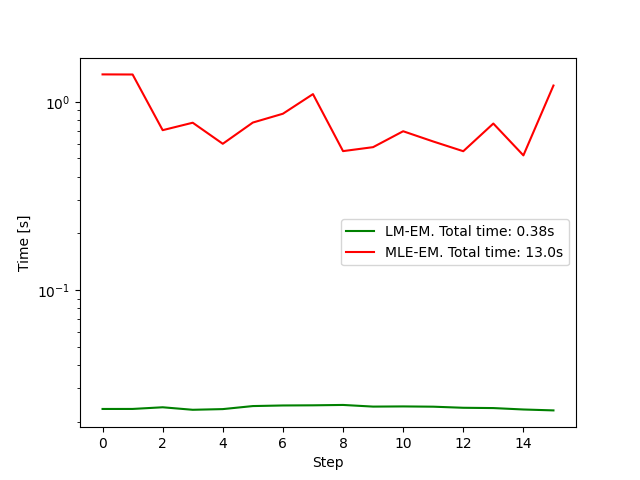 10⁰
10⁻¹
Time [s]
LM-EM. Total time: 0.38s
MLE-EM. Total time: 13.0s
0 2 4 6 8 10 12 14
Step